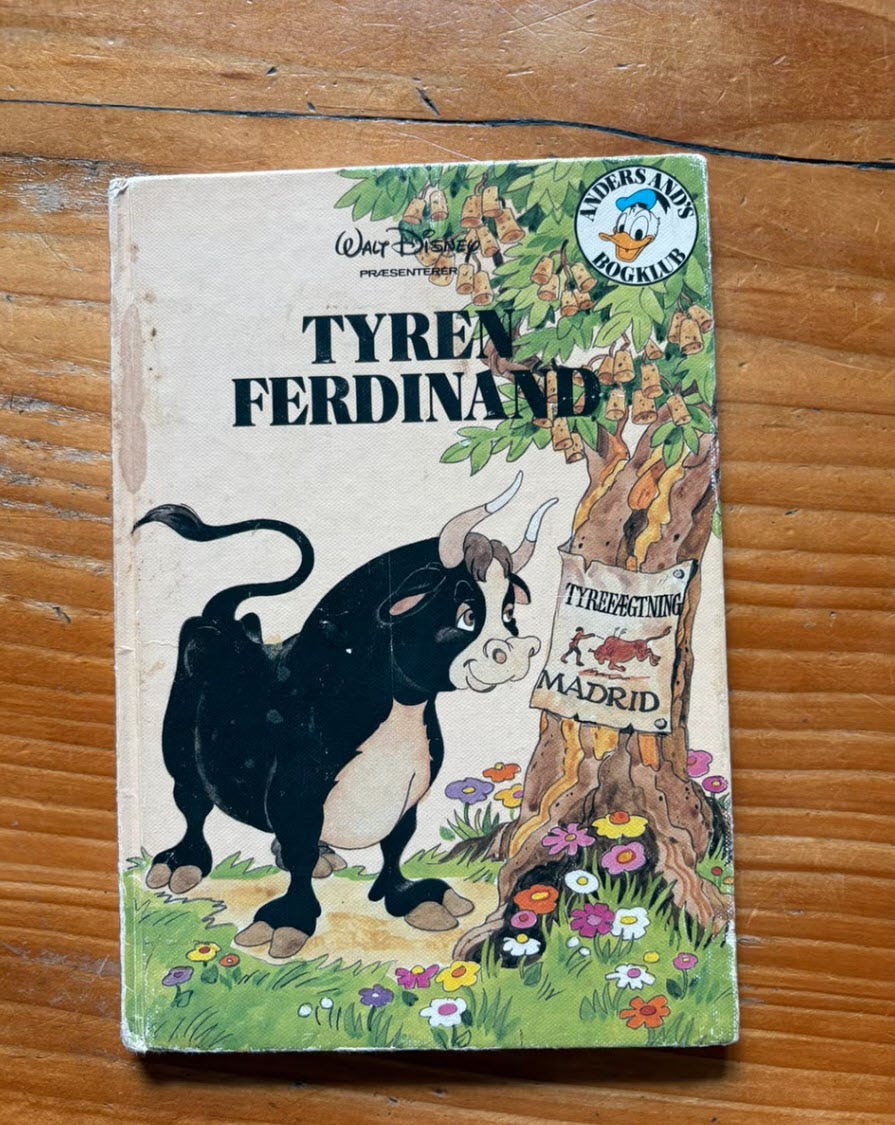 ANDERS AND'S
BOGKLUB
WALT DISNEY
PRÆSENTERER
TYREN
FERDINAND
TYREFÆGTNING
MADRID